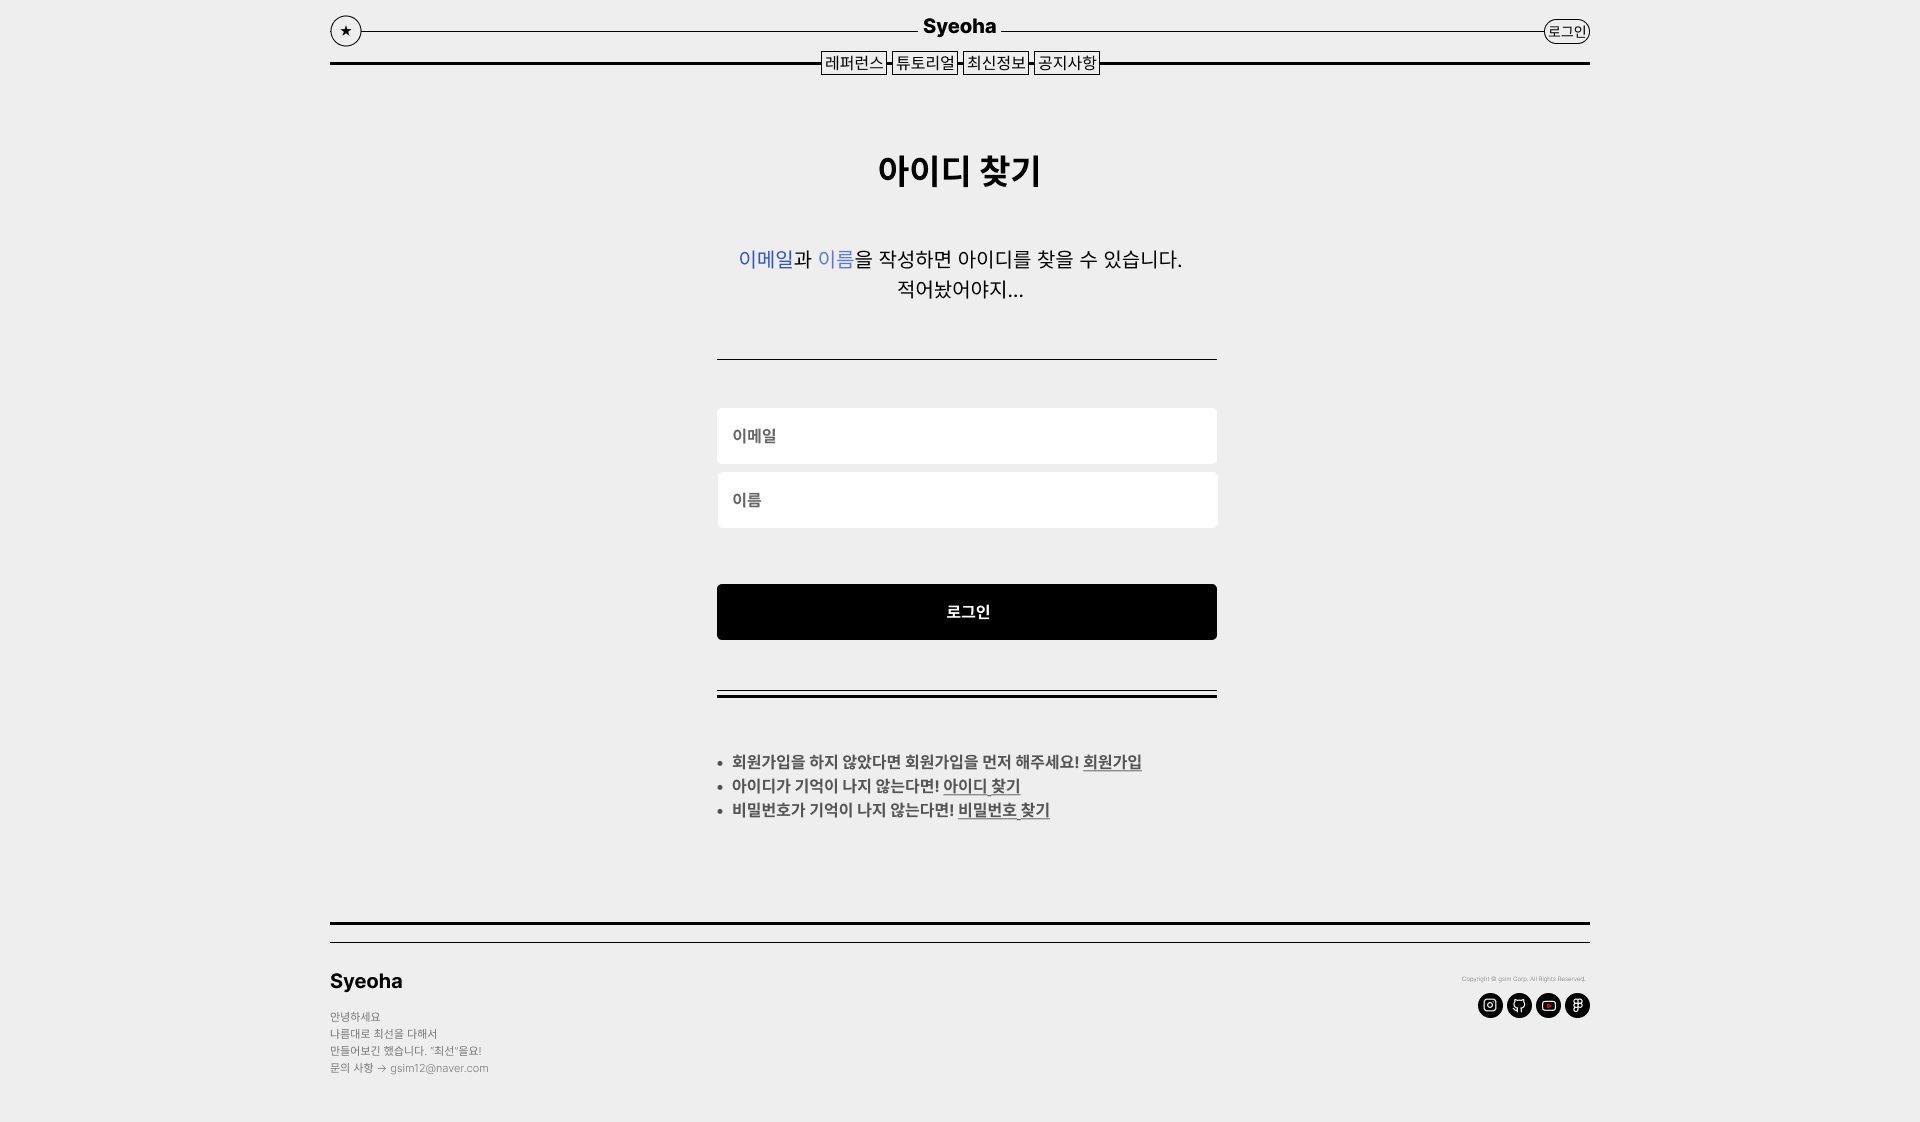 ★
Syeoha
로그인
레퍼런스 튜토리얼 최신정보 공지사항
아이디 찾기
이메일과 이름을 작성하면 아이디를 찾을 수 있습니다.
적어놨어야지...
이메일
이름
로그인
• 회원가입을 하지 않았다면 회원가입을 먼저 해주세요! 회원가입
• 아이디가 기억이 나지 않는다면! 아이디 찾기
• 비밀번호가 기억이 나지 않는다면! 비밀번호 찾기
Syeoha
안녕하세요
나름대로 최선을 다해서
만들어보긴 했습니다. "최선"을요!
문의 사항 → gsim12@naver.com
Copyright © gsim Corp. All Rights Reserved.